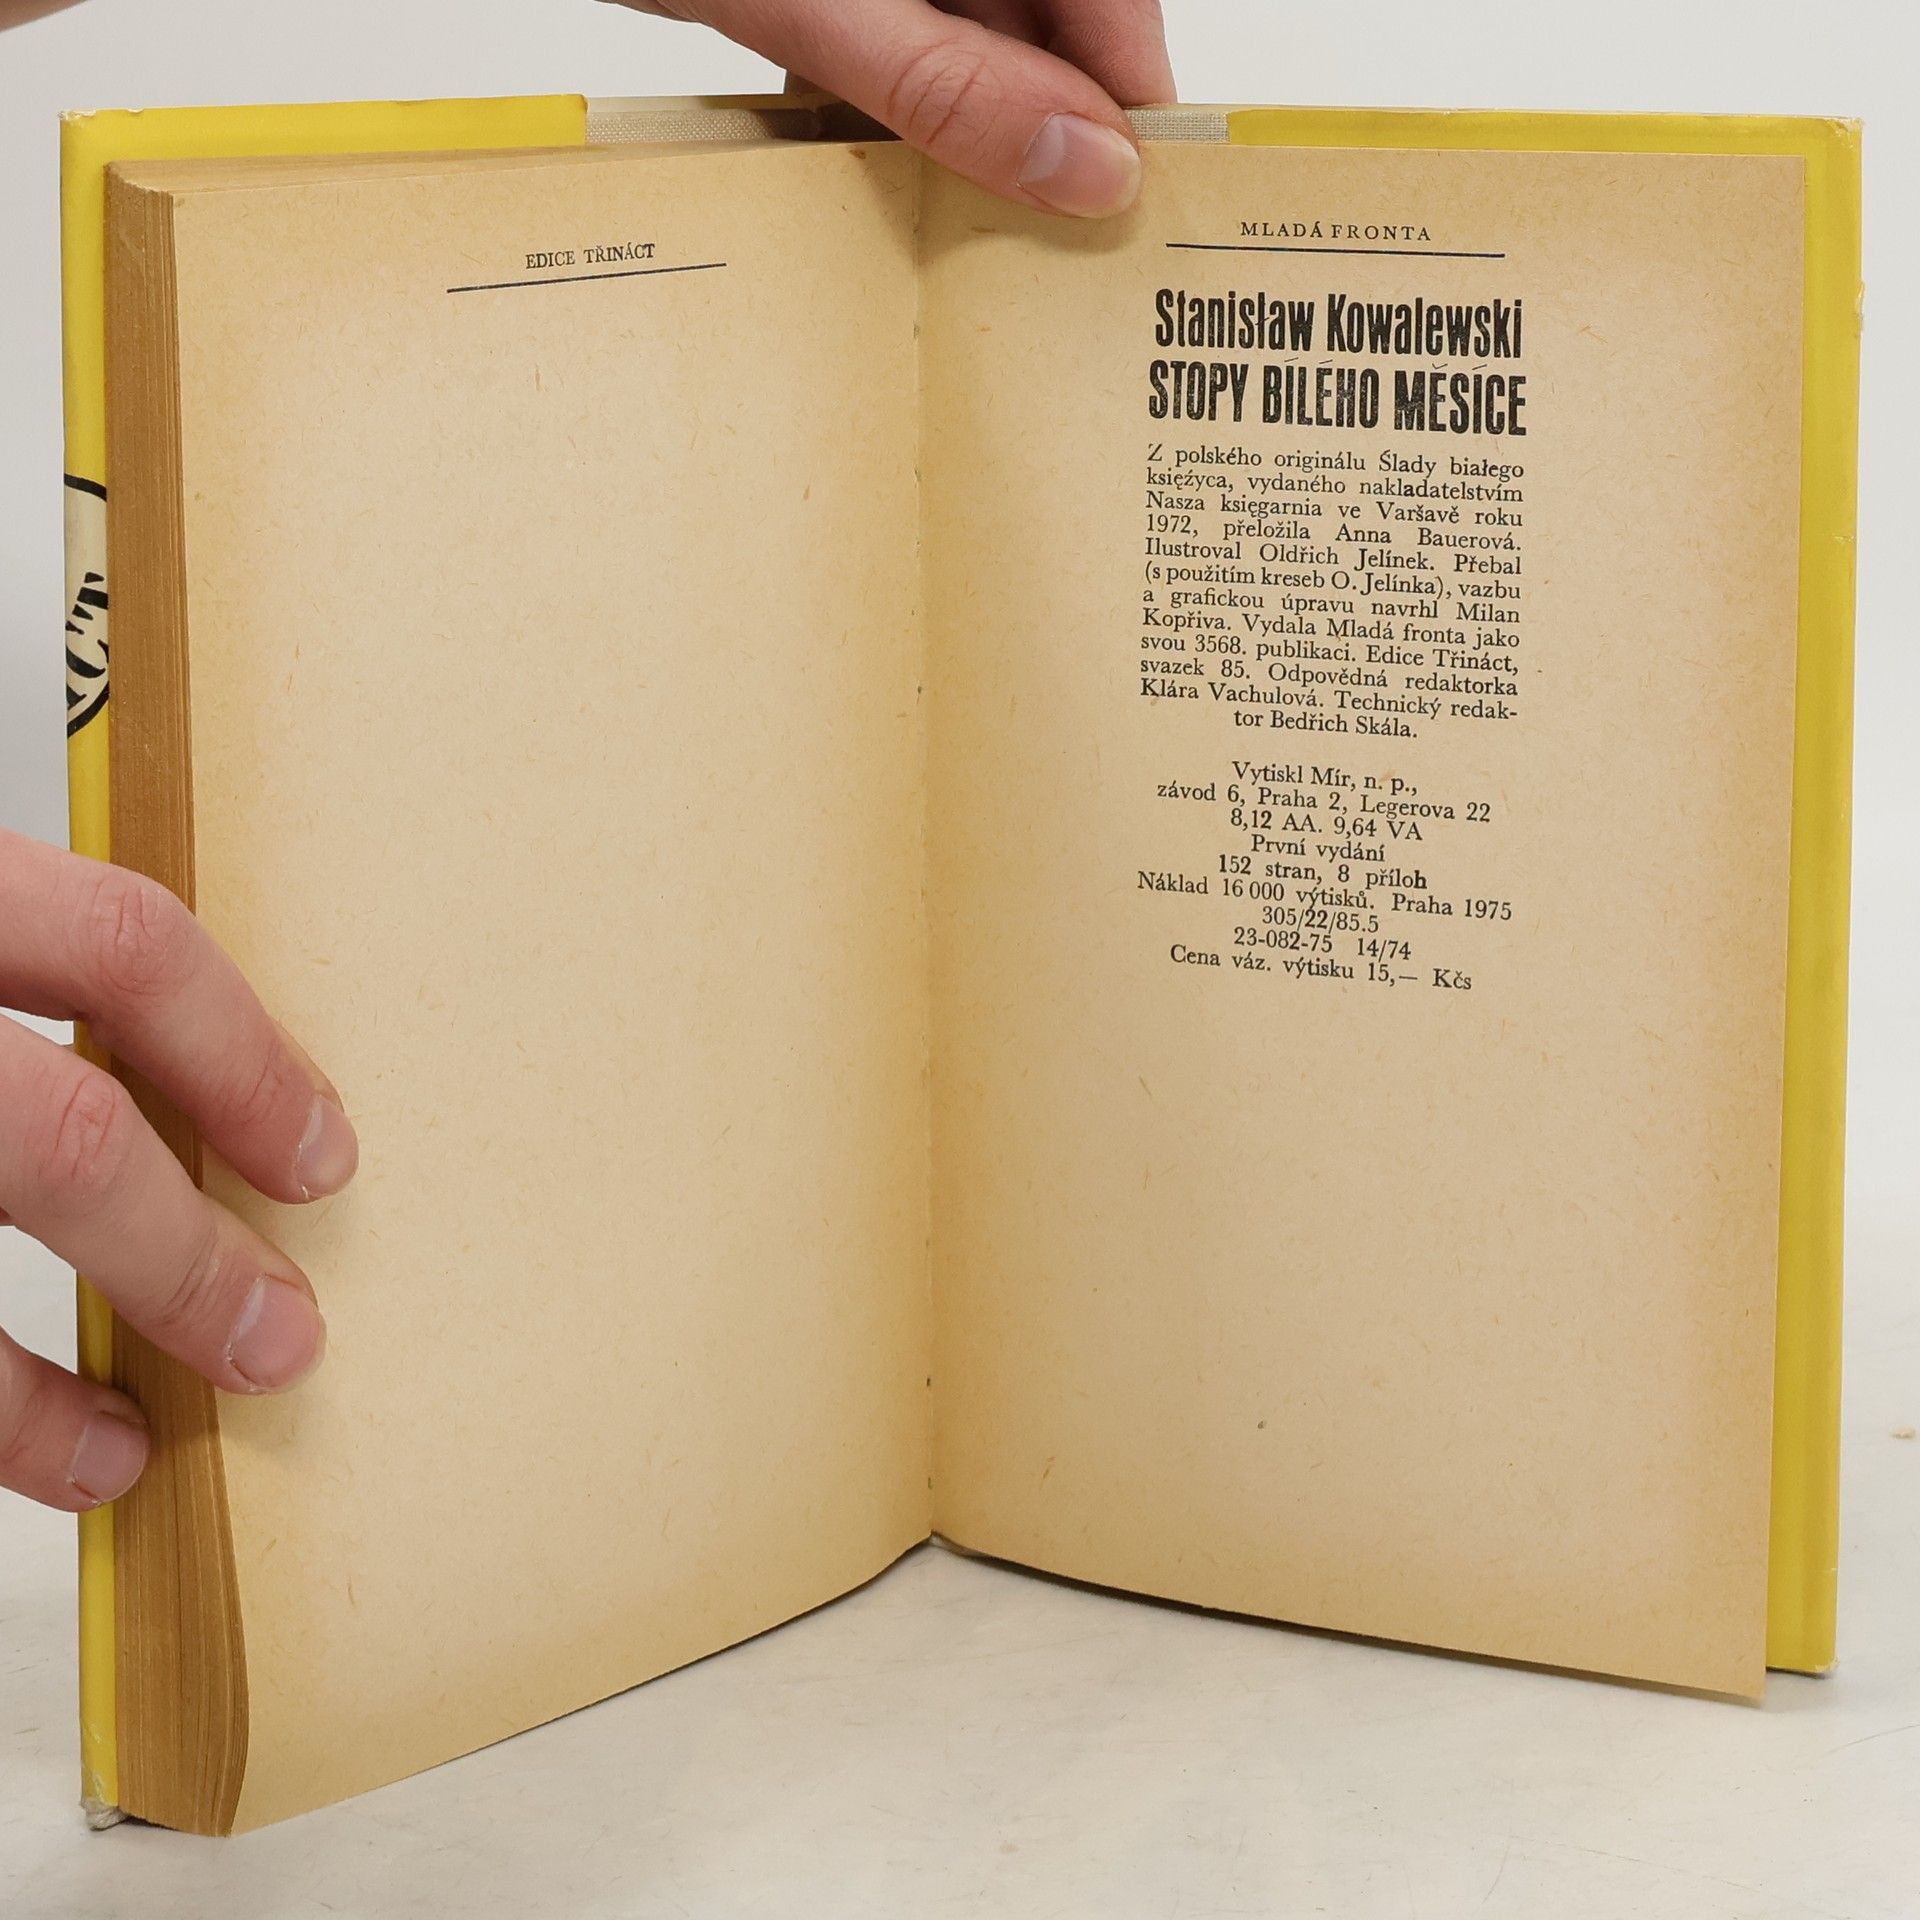 EDICE TŘINÁCT
MLADÁ FRONTA
Stanisław Kowalewski
STOPY BÍLÉHO MĚSÍCE
Z polského originálu Ślady białego
księźyca, vydaného nakladatelstvím
Nasza księgarnia ve Varšavě roku
1972, přeložila Anna Bauerová.
Ilustroval Oldřich Jelínek. Přebal
(s použitím kreseb O. Jelínka), vazbu
a grafickou úpravu navrhl Milan
Kopřiva. Vydala Mladá fronta jako
svou 3568. publikaci. Edice Třináct,
svazek 85. Odpovědná redaktorka
Klára Vachulová. Technický redak-
tor Bedřich Skála.
Vytiskl Mír, n. p.,
závod 6, Praha 2, Legerova 22
8,12 AA. 9,64 VA
První vydání
152 stran, 8 příloh
Náklad 16 000 výtisků. Praha 1975
305/22/85.5
23-082-75 14/74
Cena váz. výtisku 15,— Kčs